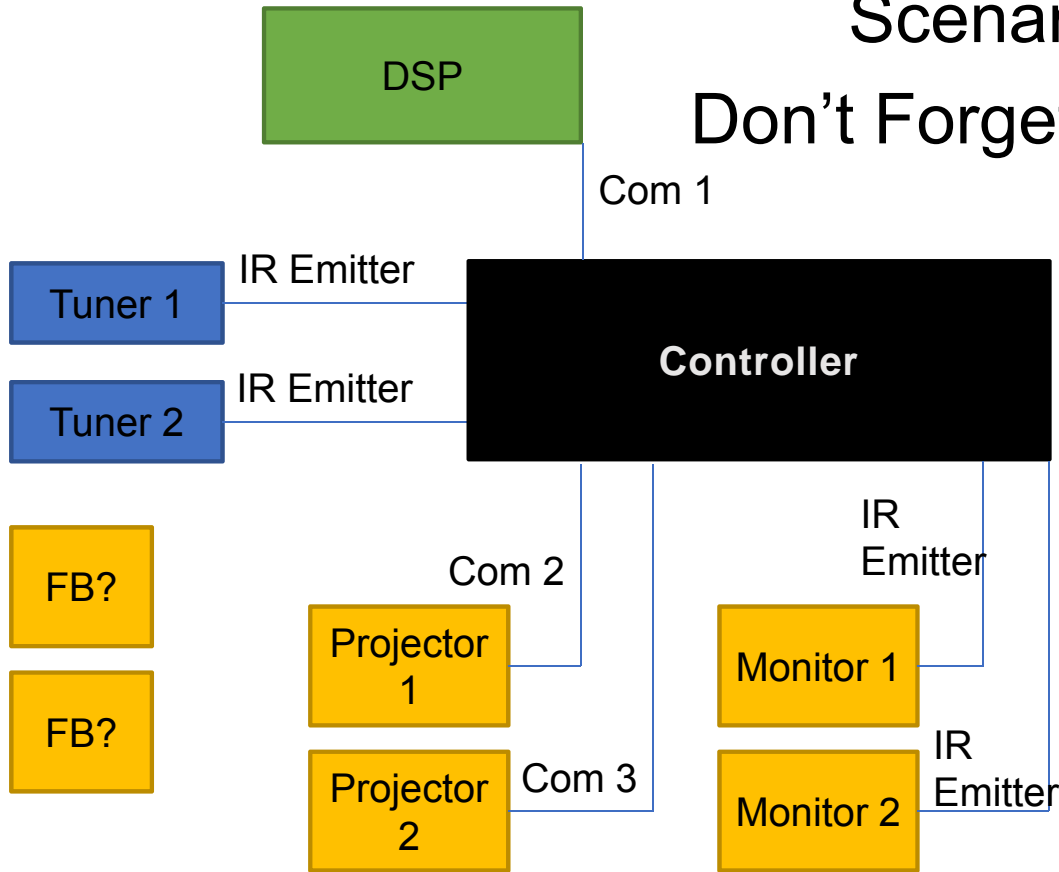 DSP
Don't
Com 1
IR Emitter
Tuner 1
Controller
IR Emitter
Tuner 2
FB?
FB?
Com 2
Projector
1
Com 3
Projector
2
IR
Emitter
Monitor 1
IR
Emitter
Monitor 2